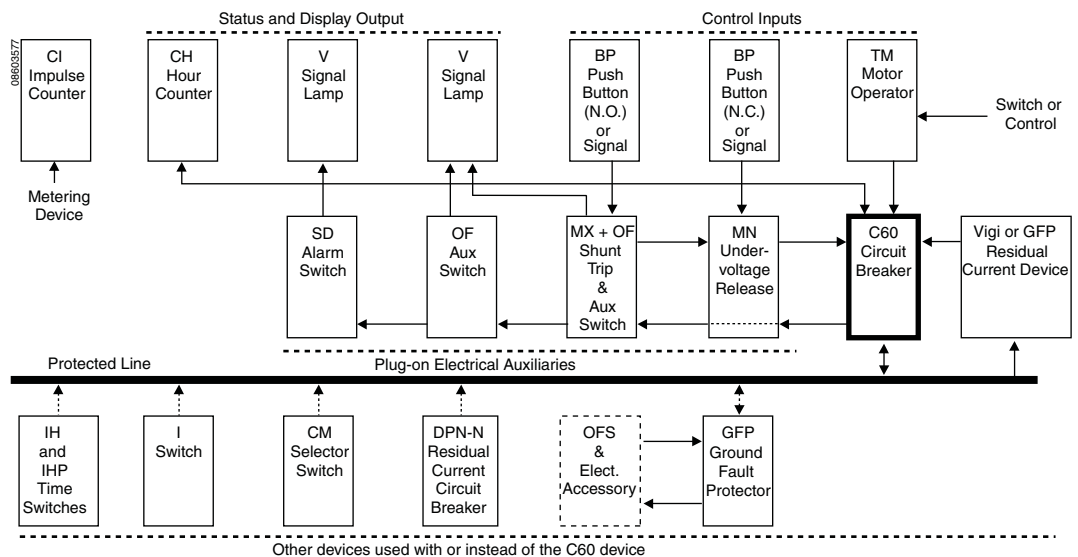 Status and Display Output
Control Inputs
08603577
CI
Impulse
Counter
CH
Hour
Counter
V
Signal
Lamp
V
Signal
Lamp
BP
Push
Button
(N.O.)
or
Signal
BP
Push
Button
(N.C.) or
Signal
TM
Motor
Operator
Switch or
Control
Metering
Device
SD
Alarm
Switch
OF
Aux
Switch
MX + OF
Shunt
Trip
&
Aux
Switch
MN
Under-
voltage
Release
C60
Circuit
Breaker
Vigi or GFP
Residual
Current Device
Protected Line
Plug-on Electrical Auxiliaries
IH
and
IHP
Time
Switches
I
Switch
CM
Selector
Switch
DPN-N
Residual
Current
Circuit
Breaker
OFS
&
Elect.
Accessory
GFP
Ground
Fault
Protector
Other devices used with or instead of the C60 device